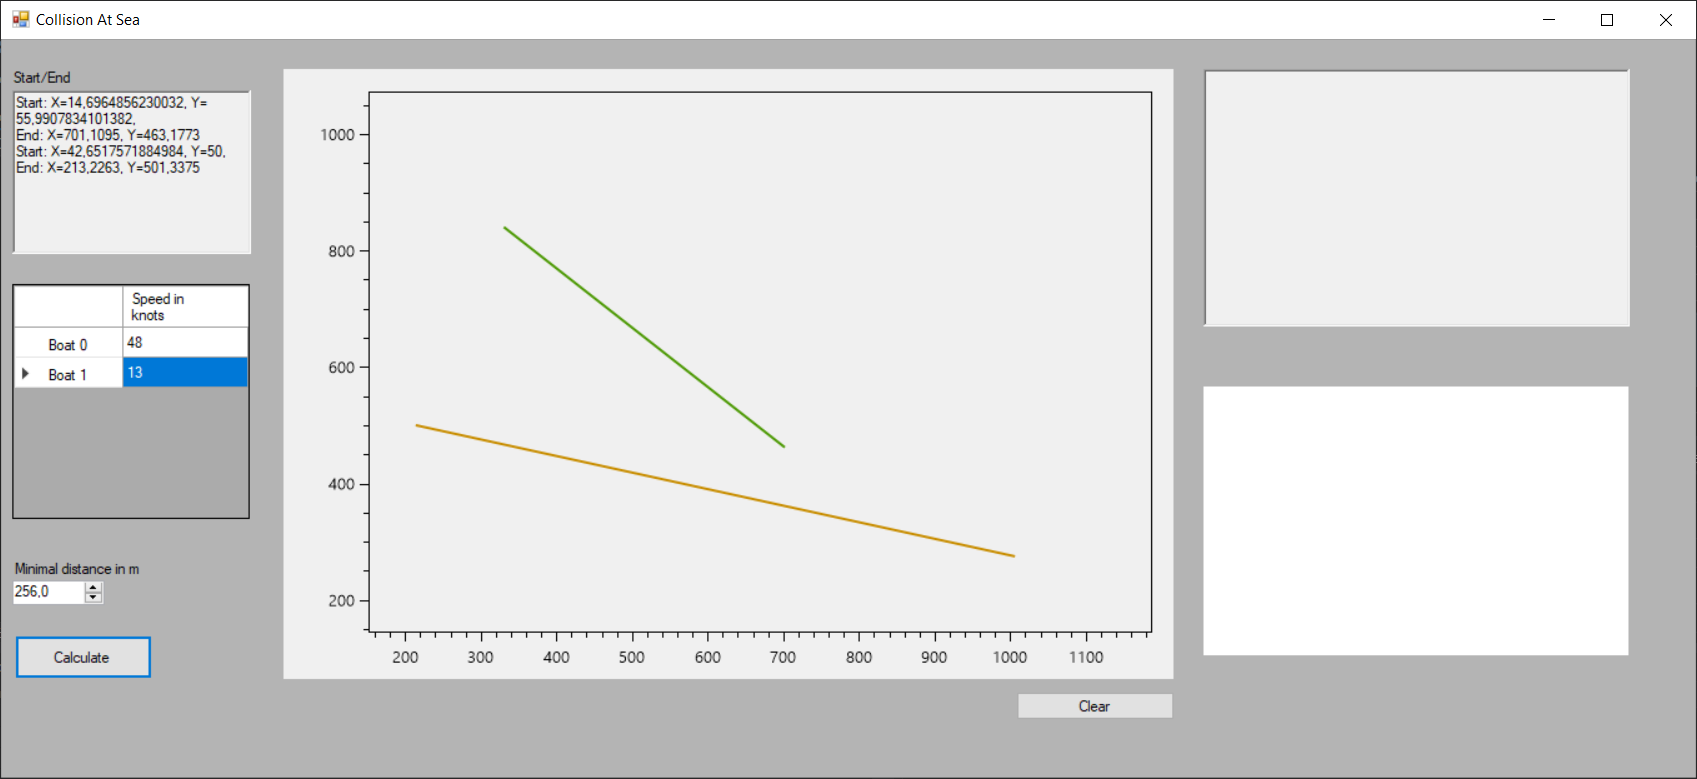 Collision At Sea
Start/End
Start: X=14,6964856230032, Y=
55,9907834101382,
End: X=701,1095, Y=463,1773
Start: X=42,6517571884984, Y=50,
End: X=213,2263, Y=501,3375
Speed in
knots
Boat 0 48
Boat 1 13
Minimal distance in m
256,0
Calculate
1000
800
600
400
200
200 300 400 500 600 700 800 900 1000 1100
Clear